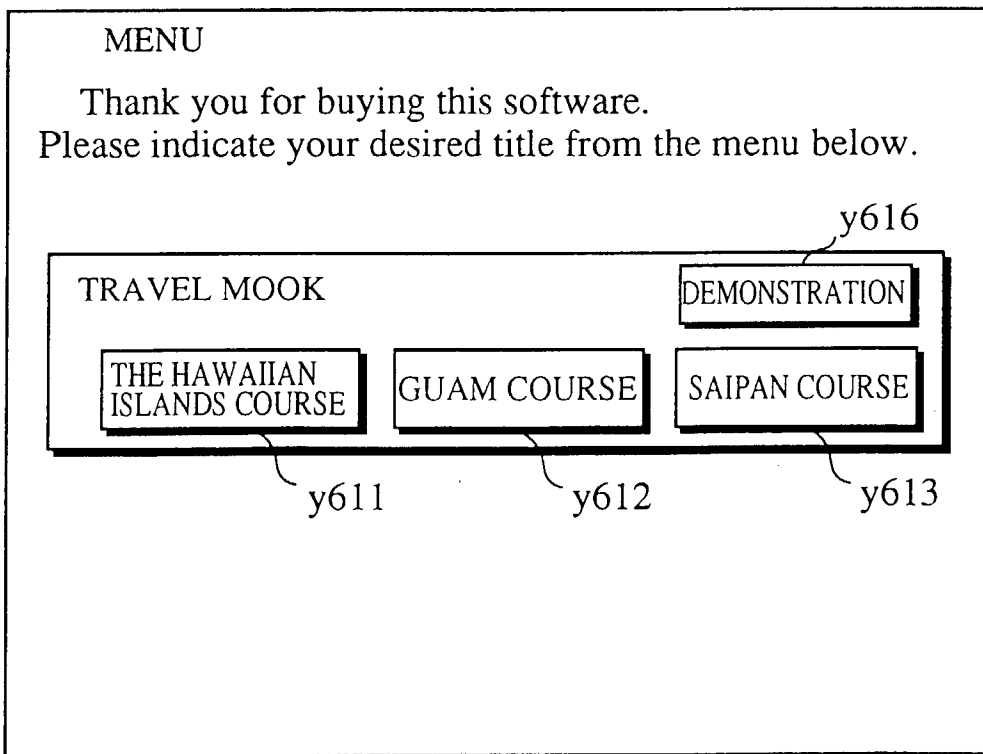 MENU
Thank you for buying this software.
Please indicate your desired title from the menu below.
y616
TRAVEL MOOK
DEMONSTRATION
THE HAWAIIAN
ISLANDS COURSE
GUAM COURSE
SAIPAN COURSE
y611
y612
y613